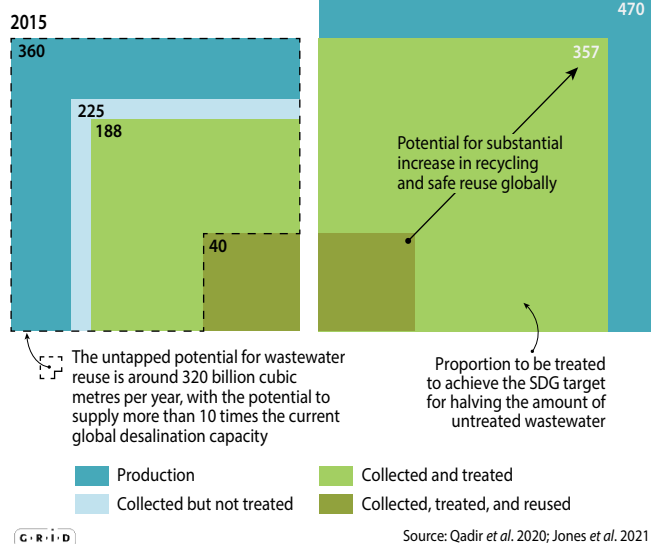 2015
360
225
188
40
470
357
Potential for substantial
increase in recycling
and safe reuse globally
The untapped potential for wastewater
reuse is around 320 billion cubic
metres per year, with the potential to
supply more than 10 times the current
global desalination capacity
Proportion to be treated
to achieve the SDG target
for halving the amount of
untreated wastewater
Production
Collected and treated
Collected but not treated
Collected, treated, and reused
G·R·I·D
Source: Qadir et al. 2020; Jones et al. 2021